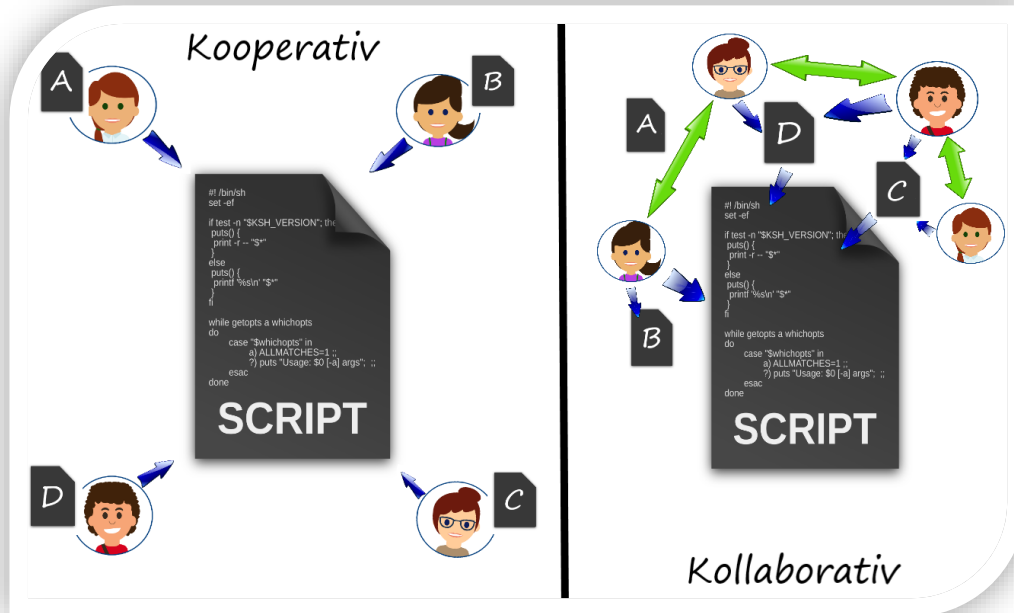 Kooperativ
A
B
#! /bin/sh
set -ef
if test -n "$KSH_VERSION"; the
puts() {
print -r -- "$*"
}
else
puts() {
printf '%s\n' "$*"
}
fi
while getopts a whichopts
do
case "$whichopts" in
a) ALLMATCHES=1 ;;
?) puts "Usage: $0 [-a] args"; ;;
esac
done
SCRIPT
D
C
A
D
C
#! /bin/sh
set -ef
if test -n "$KSH_VERSION"; the
puts() {
print -r -- "$*"
}
else
puts() {
printf '%s\n' "$*"
}
fi
while getopts a whichopts
do
case "$whichopts" in
a) ALLMATCHES=1 ;;
?) puts "Usage: $0 [-a] args"; ;;
esac
done
SCRIPT
B
Kollaborativ